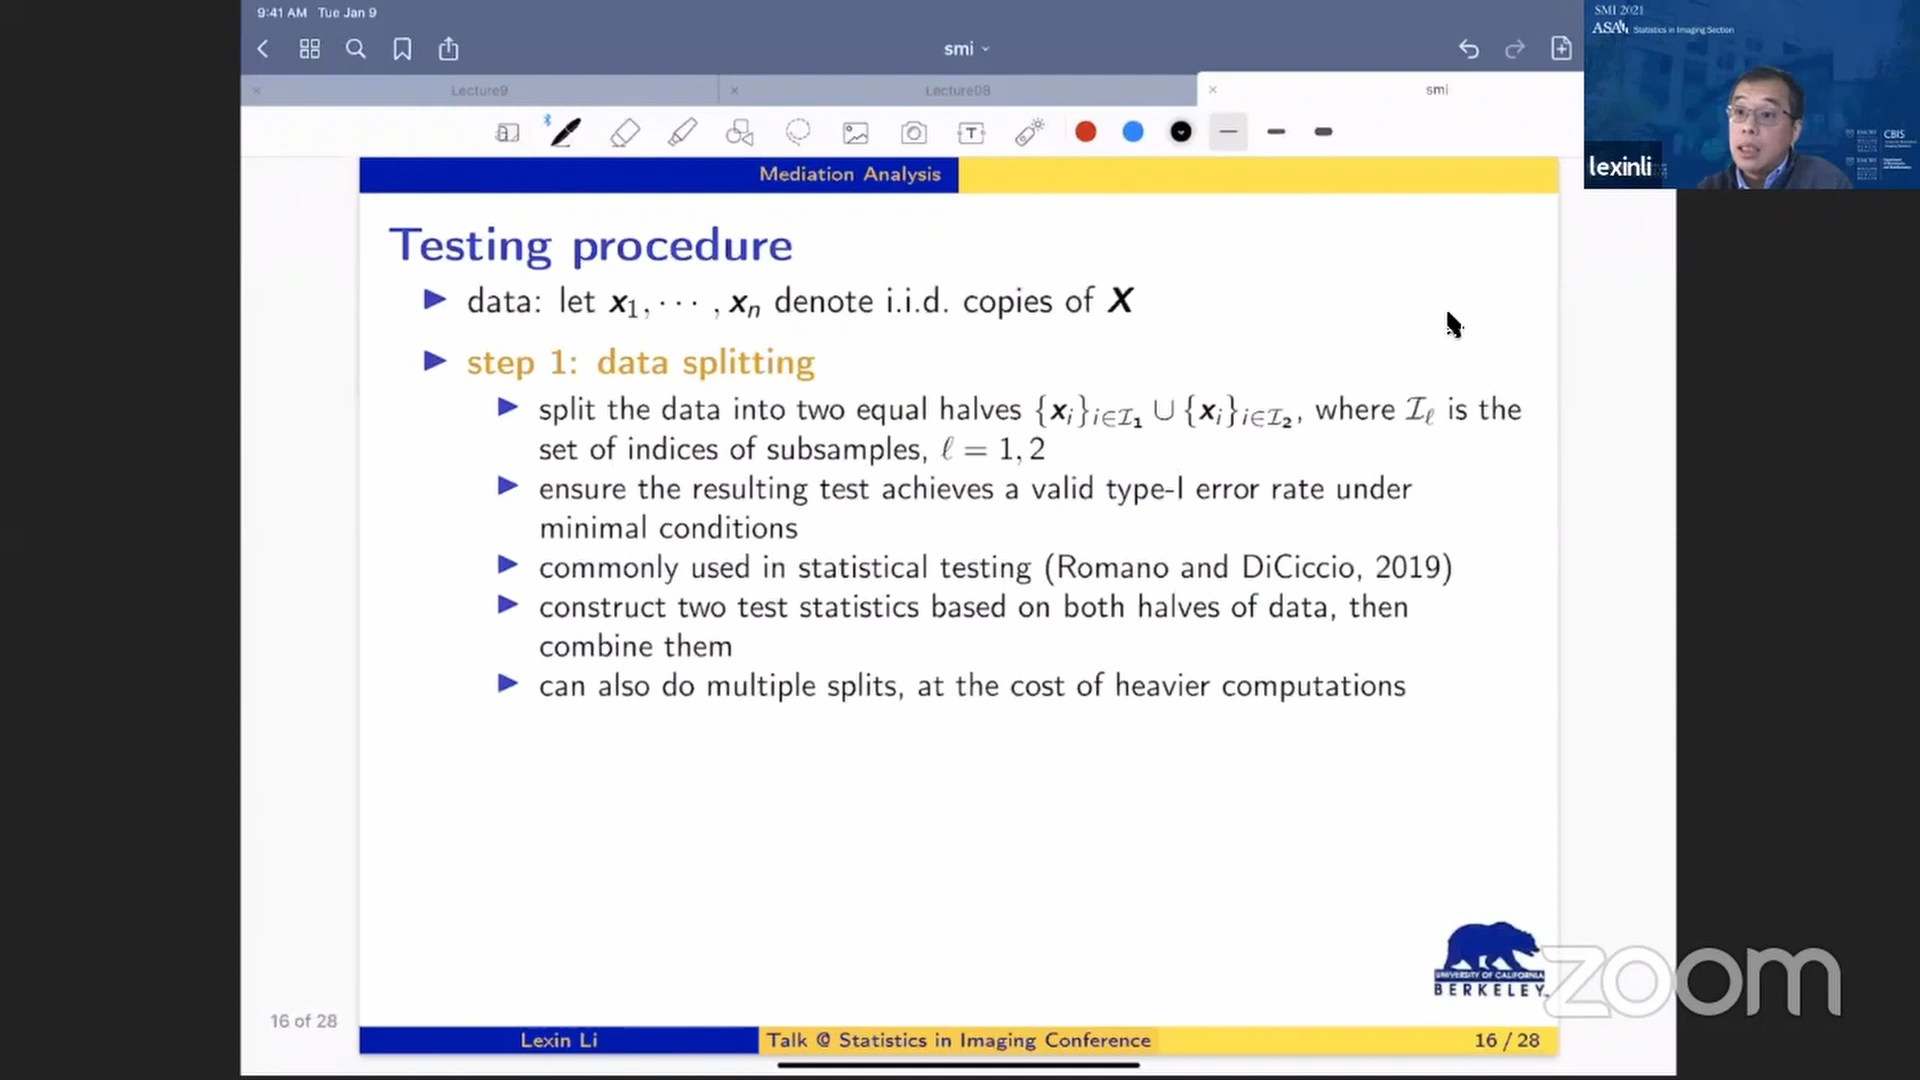 9:41 AM Tue Jan 9
smi
Lecture9
Lecture08
smi
T
SMI 2021
ASA Statistics in Imaging Section
CBIS
lexinli
Mediation Analysis
Testing procedure
data: let x₁, ··· , xₙ denote i.i.d. copies of X
step 1: data splitting
split the data into two equal halves {xᵢ}ᵢ∈ℐ₁ ∪ {xᵢ}ᵢ∈ℐ₂, where ℐ_ℓ is the
set of indices of subsamples, ℓ = 1, 2
ensure the resulting test achieves a valid type-I error rate under
minimal conditions
commonly used in statistical testing (Romano and DiCiccio, 2019)
construct two test statistics based on both halves of data, then
combine them
can also do multiple splits, at the cost of heavier computations
UNIVERSITY OF CALIFORNIA
BERKELEY
zoom
16 of 28
Lexin Li
Talk @ Statistics in Imaging Conference
16 / 28